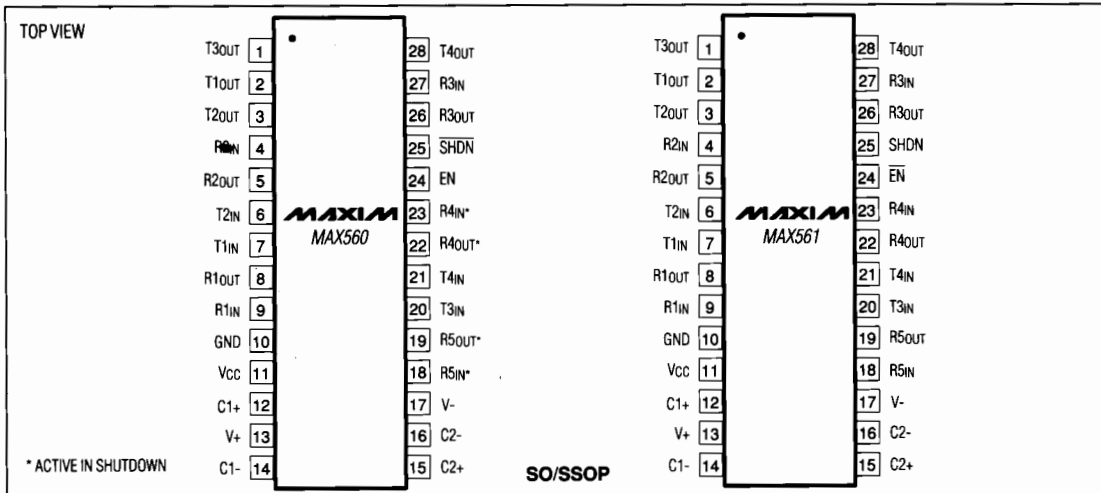 TOP VIEW
T3OUT 1 28 T4OUT
T1OUT 2 27 R3IN
T2OUT 3 26 R3OUT
4 25 S̅H̅D̅N̅
R2OUT 5 24 EN
T2IN 6 MAXIM 23 R4IN*
T1IN 7 MAX560 22 R4OUT*
R1OUT 8 21 T4IN
R1IN 9 20 T3IN
GND 10 19 R5OUT*
VCC 11 18 R5IN*
C1+ 12 17 V-
V+ 13 16 C2-
C1- 14 15 C2+
* ACTIVE IN SHUTDOWN
SO/SSOP
T3OUT 1 28 T4OUT
T1OUT 2 27 R3IN
T2OUT 3 26 R3OUT
R2IN 4 25 SHDN
R2OUT 5 24 E̅N̅
T2IN 6 MAXIM 23 R4IN
T1IN 7 MAX561 22 R4OUT
R1OUT 8 21 T4IN
R1IN 9 20 T3IN
GND 10 19 R5OUT
VCC 11 18 R5IN
C1+ 12 17 V-
V+ 13 16 C2-
C1- 14 15 C2+